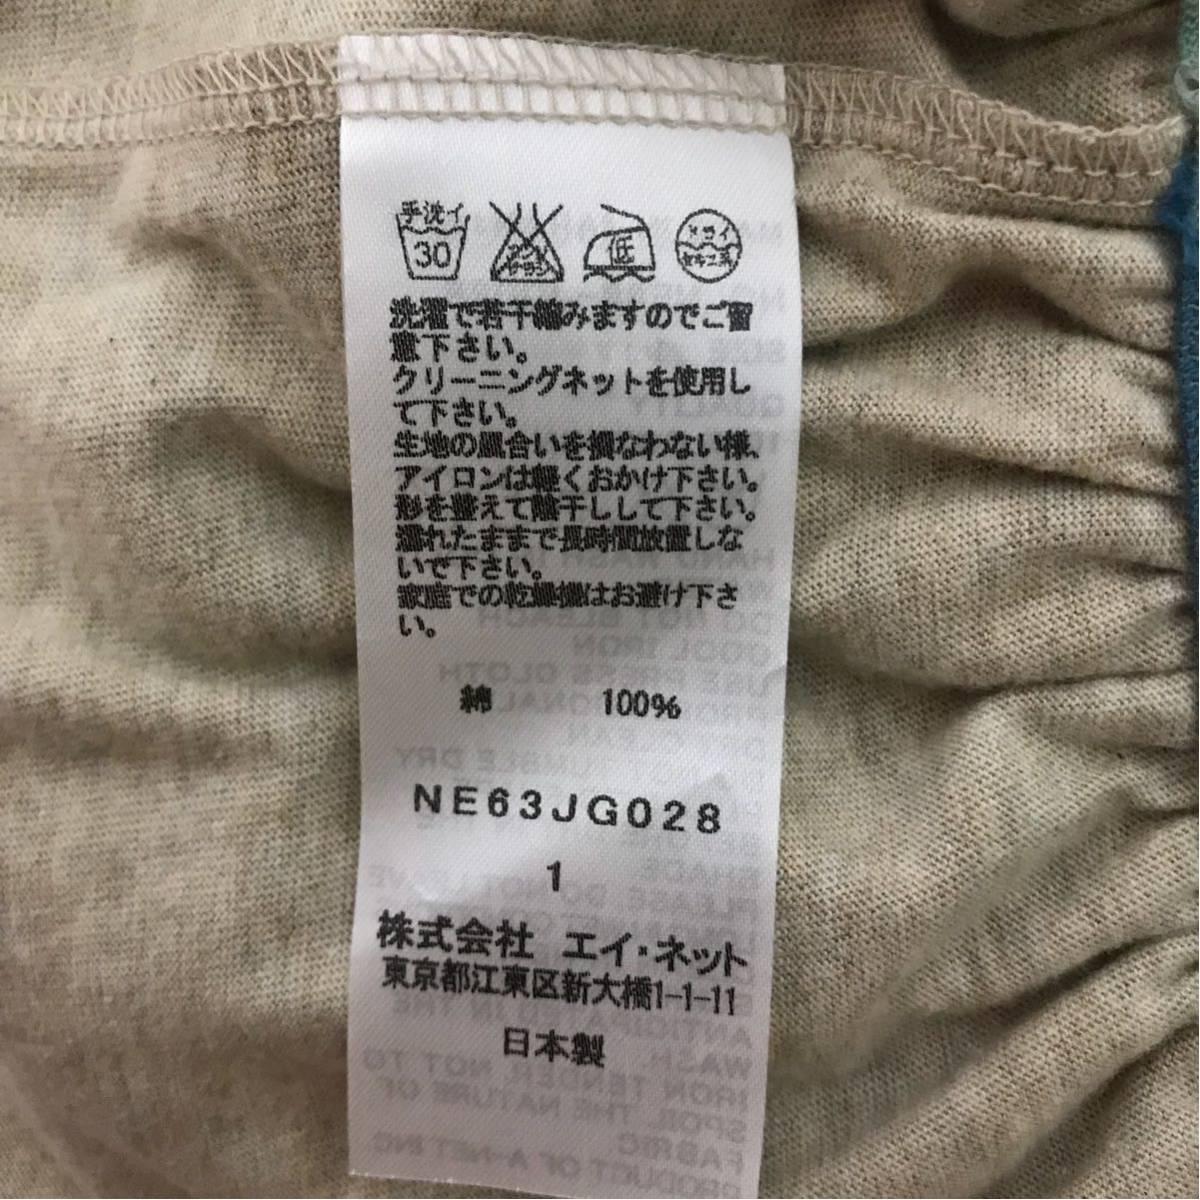 手洗イ
30
エンソ
サラシ
低
ドライ
セキユ系
洗濯で若干縮みますのでご留
意下さい。
クリーニングネットを使用し
て下さい。
生地の風合いを損なわない様、
アイロンは軽くおかけ下さい。
形を整えて陰干しして下さい。
濡れたままで長時間放置しな
いで下さい。
家庭での乾燥機はお避け下さ
い。
綿 100%
NE63JG028
1
株式会社 エイ・ネット
東京都江東区新大橋1-1-11
日本製